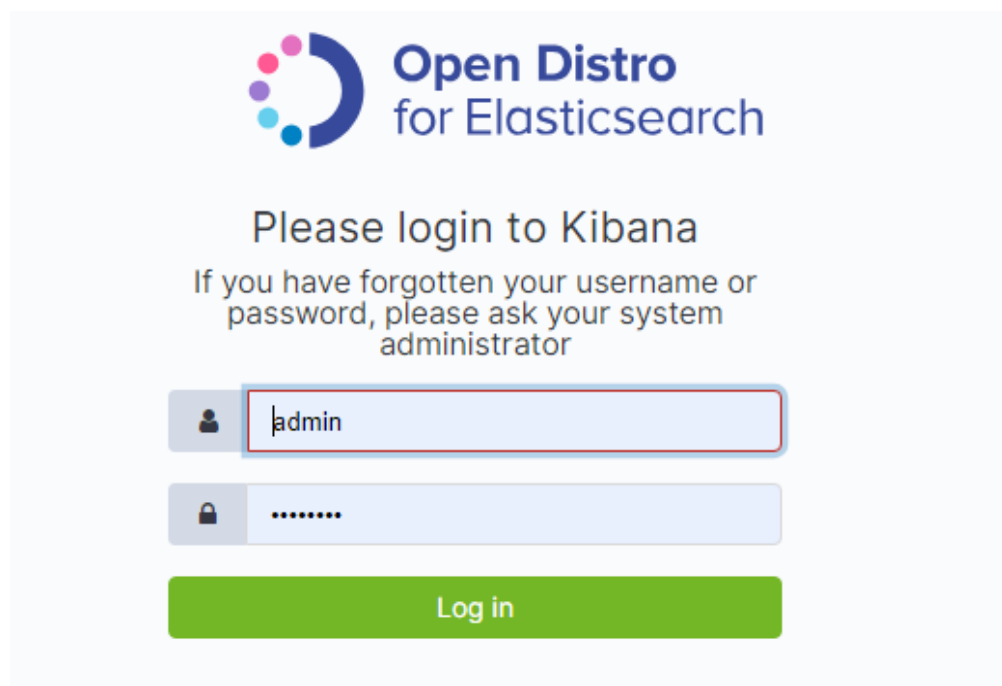 Open Distro
for Elasticsearch
Please login to Kibana
If you have forgotten your username or
password, please ask your system
administrator
admin
••••••••
Log in